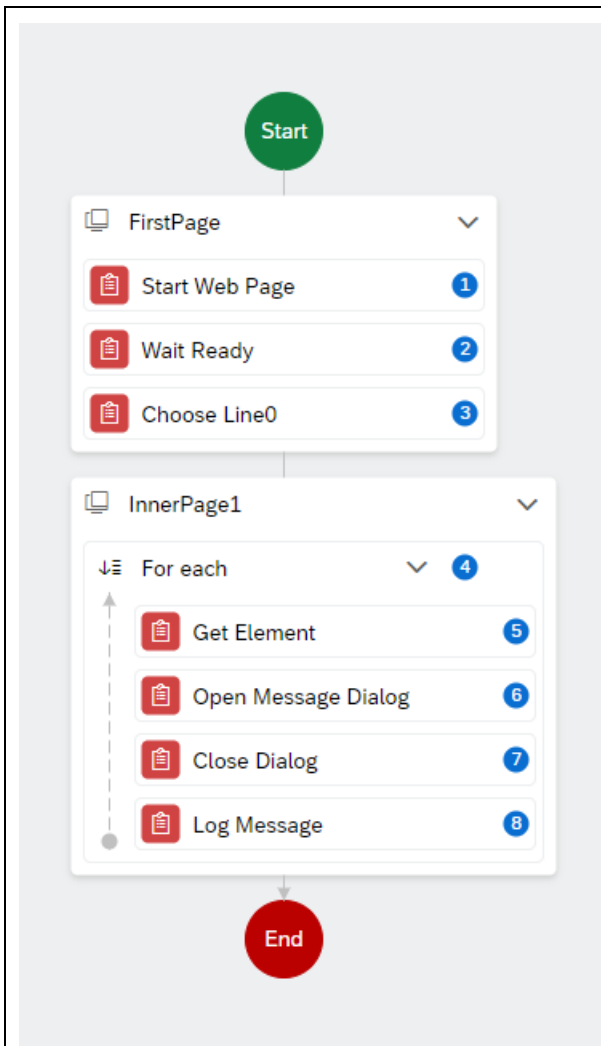 Start
FirstPage
Start Web Page 1
Wait Ready 2
Choose Line0 3
InnerPage1
For each 4
Get Element 5
Open Message Dialog 6
Close Dialog 7
Log Message 8
End